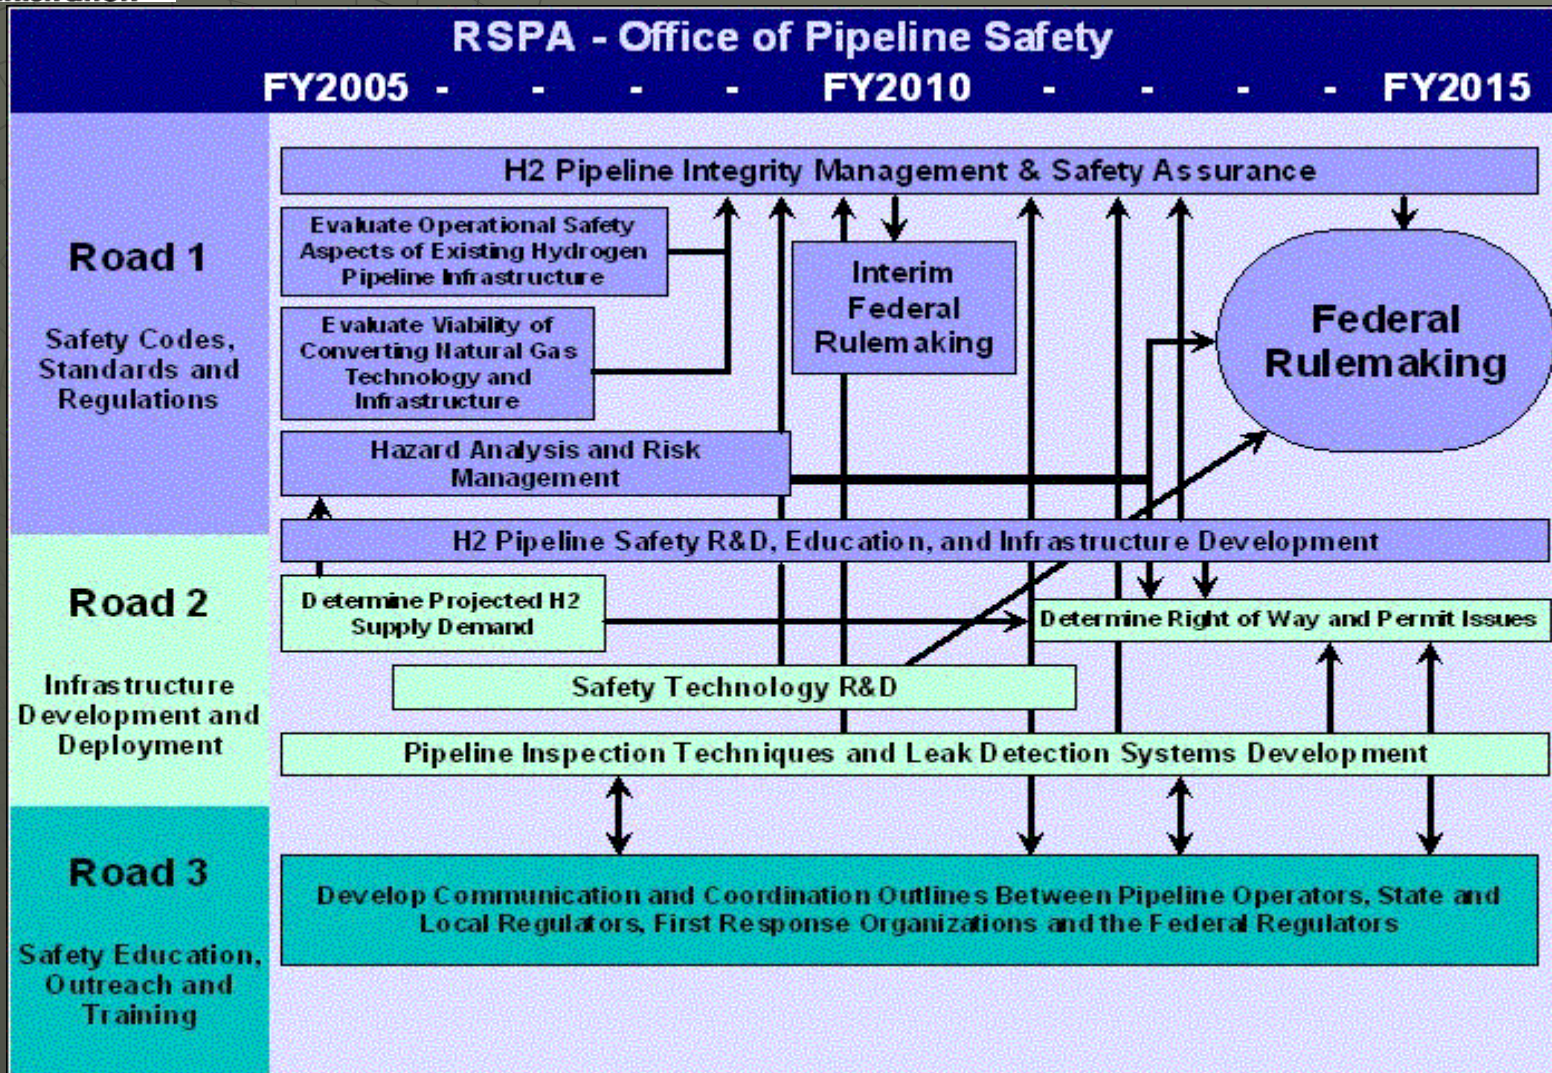 RSPA - Office of Pipeline Safety
FY2005 - - - - FY2010 - - - - FY2015
Road 1
Safety Codes,
Standards and
Regulations
H2 Pipeline Integrity Management & Safety Assurance
Evaluate Operational Safety
Aspects of Existing Hydrogen
Pipeline Infrastructure
Evaluate Viability of
Converting Natural Gas
Technology and
Infrastructure
Interim
Federal
Rulemaking
Federal
Rulemaking
Hazard Analysis and Risk
Management
H2 Pipeline Safety R&D, Education, and Infrastructure Development
Road 2
Infrastructure
Development and
Deployment
Determine Projected H2
Supply Demand
Determine Right of Way and Permit Issues
Safety Technology R&D
Pipeline Inspection Techniques and Leak Detection Systems Development
Road 3
Safety Education,
Outreach and
Training
Develop Communication and Coordination Outlines Between Pipeline Operators, State and
Local Regulators, First Response Organizations and the Federal Regulators